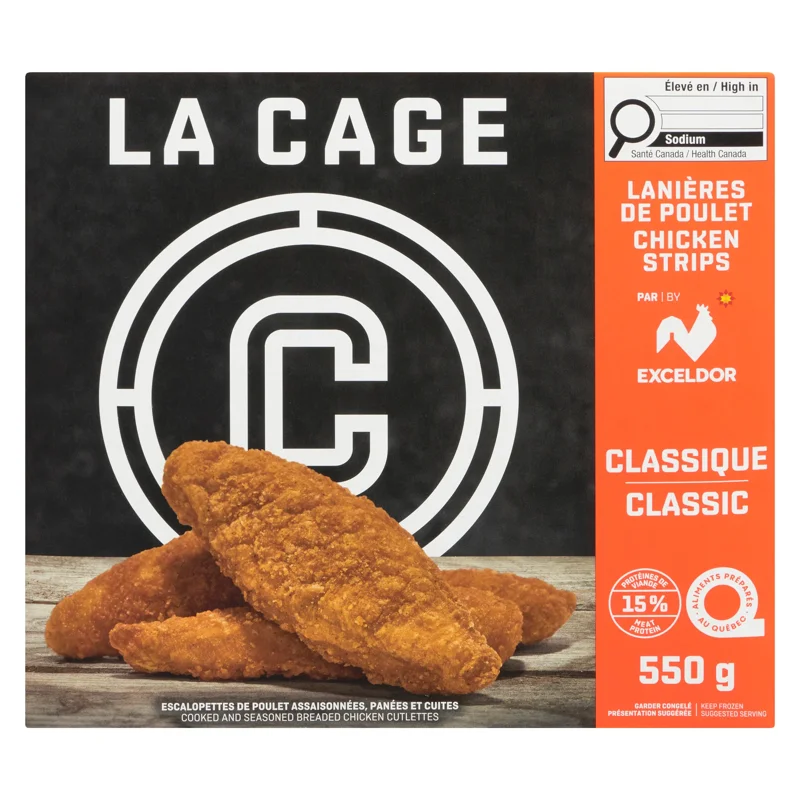 LA CAGE
C
Élevé en / High in
Sodium
Santé Canada / Health Canada
LANIÈRES
DE POULET
CHICKEN
STRIPS
PAR | BY
EXCELDOR
CLASSIQUE
CLASSIC
PROTÉINES DE
VIANDE
15%
MEAT
PROTEIN
ALIMENTS PRÉPARÉS
AU QUÉBEC
550 g
GARDER CONGELÉ | KEEP FROZEN
PRÉSENTATION SUGGÉRÉE | SUGGESTED SERVING
ESCALOPETTES DE POULET ASSAISONNÉES, PANÉES ET CUITES
COOKED AND SEASONED BREADED CHICKEN CUTLETTES